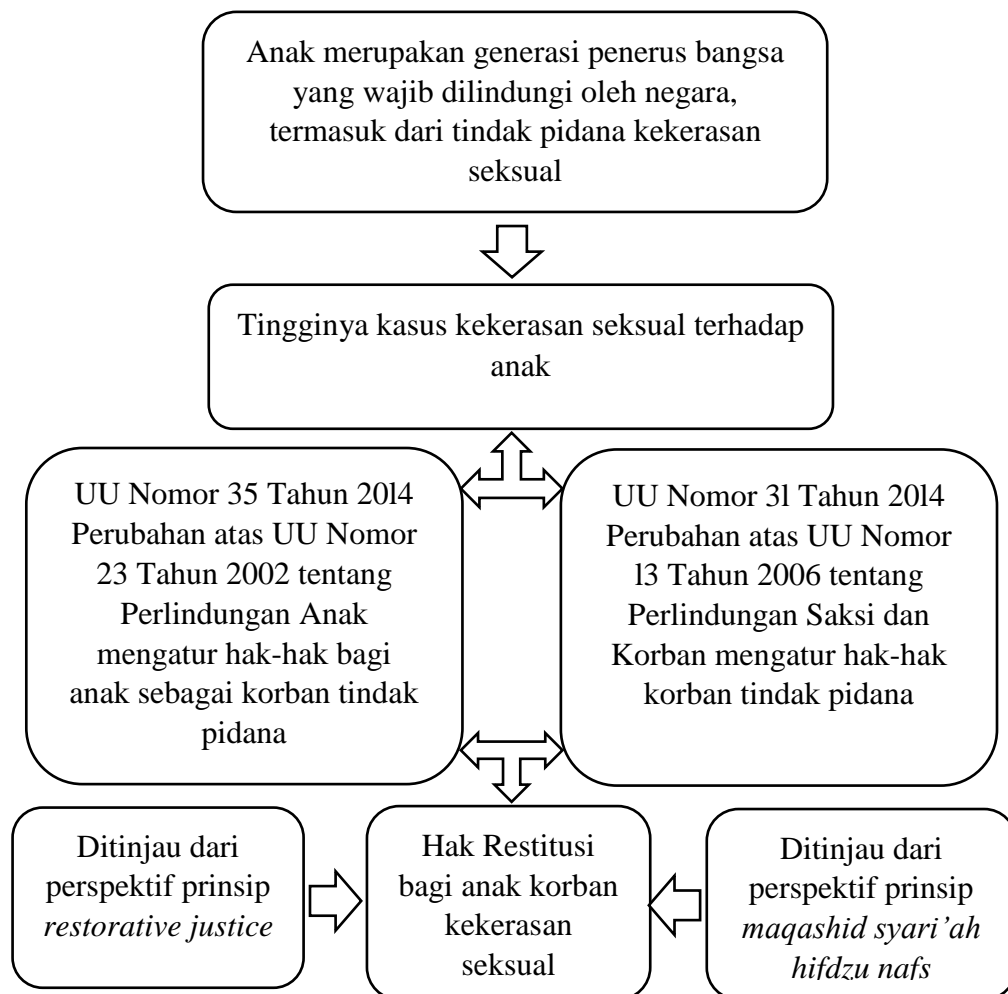 Anak merupakan generasi penerus bangsa
yang wajib dilindungi oleh negara,
termasuk dari tindak pidana kekerasan
seksual
Tingginya kasus kekerasan seksual terhadap
anak
UU Nomor 35 Tahun 20l4
Perubahan atas UU Nomor
23 Tahun 2002 tentang
Perlindungan Anak
mengatur hak-hak bagi
anak sebagai korban tindak
pidana
UU Nomor 3l Tahun 20l4
Perubahan atas UU Nomor
l3 Tahun 2006 tentang
Perlindungan Saksi dan
Korban mengatur hak-hak
korban tindak pidana
Ditinjau dari
perspektif prinsip
restorative justice
Hak Restitusi
bagi anak korban
kekerasan
seksual
Ditinjau dari
perspektif prinsip
maqashid syari’ah
hifdzu nafs